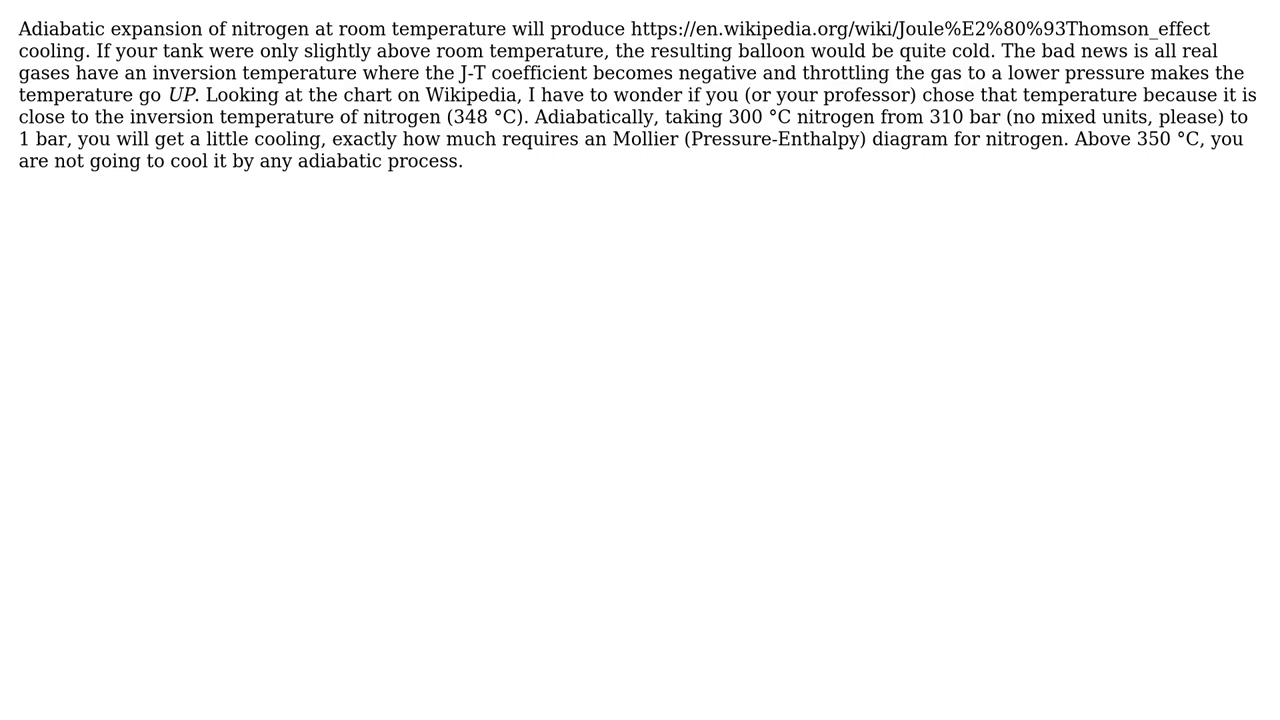 Adiabatic expansion of nitrogen at room temperature will produce https://en.wikipedia.org/wiki/Joule%E2%80%93Thomson_effect
cooling. If your tank were only slightly above room temperature, the resulting balloon would be quite cold. The bad news is all real
gases have an inversion temperature where the J-T coefficient becomes negative and throttling the gas to a lower pressure makes the
temperature go UP. Looking at the chart on Wikipedia, I have to wonder if you (or your professor) chose that temperature because it is
close to the inversion temperature of nitrogen (348 °C). Adiabatically, taking 300 °C nitrogen from 310 bar (no mixed units, please) to
1 bar, you will get a little cooling, exactly how much requires an Mollier (Pressure-Enthalpy) diagram for nitrogen. Above 350 °C, you
are not going to cool it by any adiabatic process.